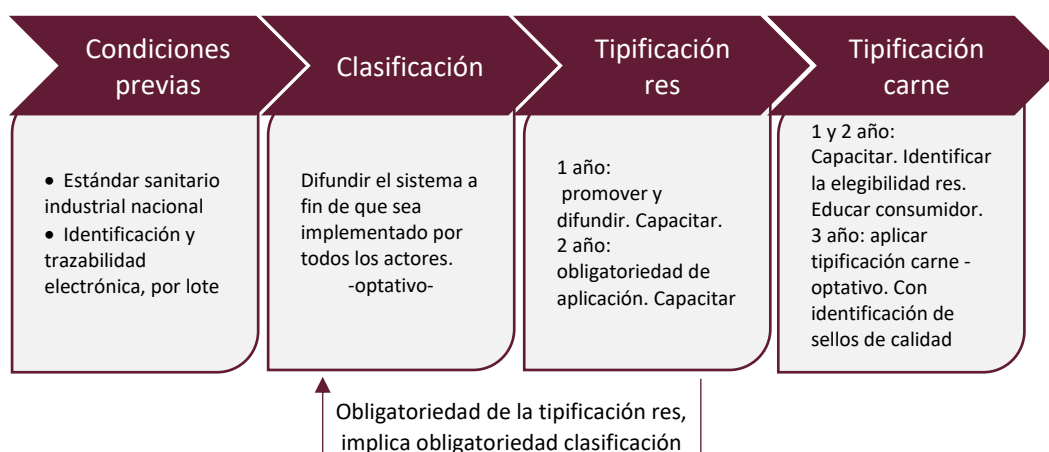 Condiciones
previas
Clasificación
Tipificación
res
Tipificación
carne
• Estándar sanitario
industrial nacional
• Identificación y
trazabilidad
electrónica, por lote
Difundir el sistema a
fin de que sea
implementado por
todos los actores.
-optativo-
1 año:
promover y
difundir. Capacitar.
2 año:
obligatoriedad de
aplicación. Capacitar
1 y 2 año:
Capacitar. Identificar
la elegibilidad res.
Educar consumidor.
3 año: aplicar
tipificación carne -
optativo. Con
identificación de
sellos de calidad
Obligatoriedad de la tipificación res,
implica obligatoriedad clasificación